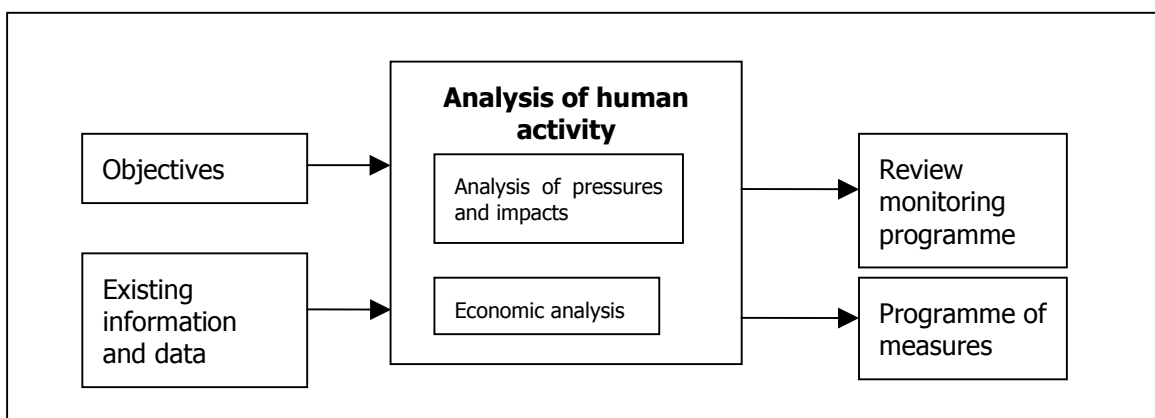 Objectives
Existing
information
and data
Analysis of human
activity
Analysis of pressures
and impacts
Economic analysis
Review
monitoring
programme
Programme of
measures